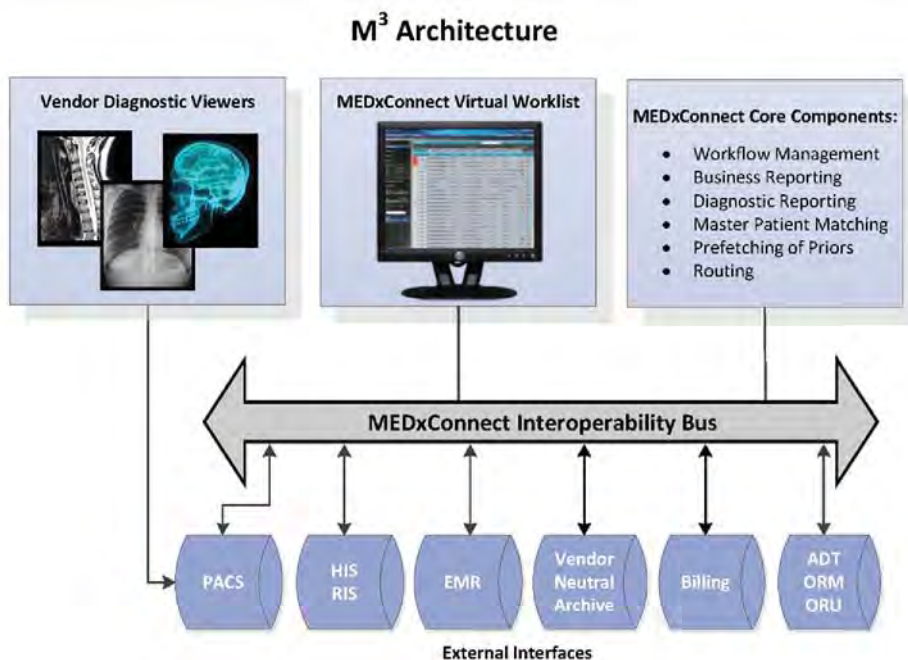 M³ Architecture
Vendor Diagnostic Viewers
MEDxConnect Virtual Worklist
MEDxConnect Core Components:
• Workflow Management
• Business Reporting
• Diagnostic Reporting
• Master Patient Matching
• Prefetching of Priors
• Routing
MEDxConnect Interoperability Bus
PACS
HIS
RIS
EMR
Vendor
Neutral
Archive
Billing
ADT
ORM
ORU
External Interfaces